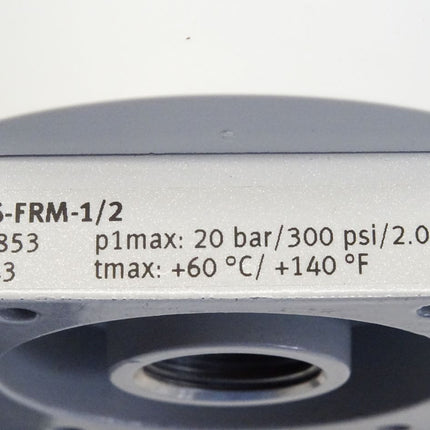 -FRM-1/2
853 p1max: 20 bar/300 psi/2.0
3 tmax: +60 °C/ +140 °F